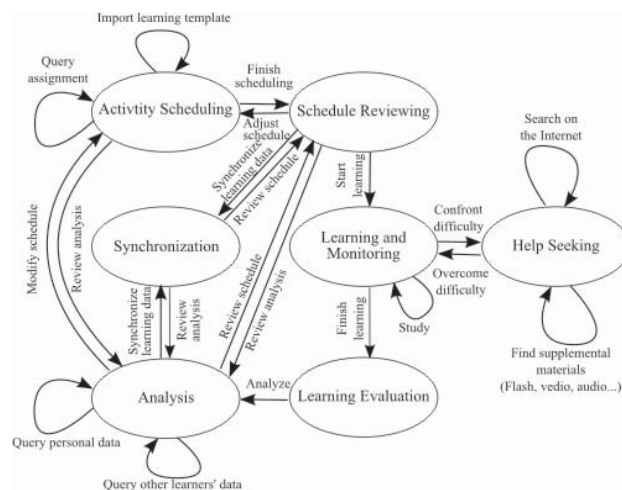 Import learning template
Query
assignment
Finish
scheduling
Activtity Scheduling
Schedule Reviewing
Adjust
schedule
Search on
the Internet
Synchronize
learning data
Review schedule
Start
learning
Modify schedule
Review analysis
Synchronization
Learning and
Monitoring
Confront
difficulty
Help Seeking
Overcome
difficulty
Synchronize
learning data
Review
analysis
Review schedule
Review analysis
Study
Finish
learning
Find supplemental
materials
(Flash, vedio, audio...)
Analysis
Analyze
Learning Evaluation
Query personal data
Query other learners' data